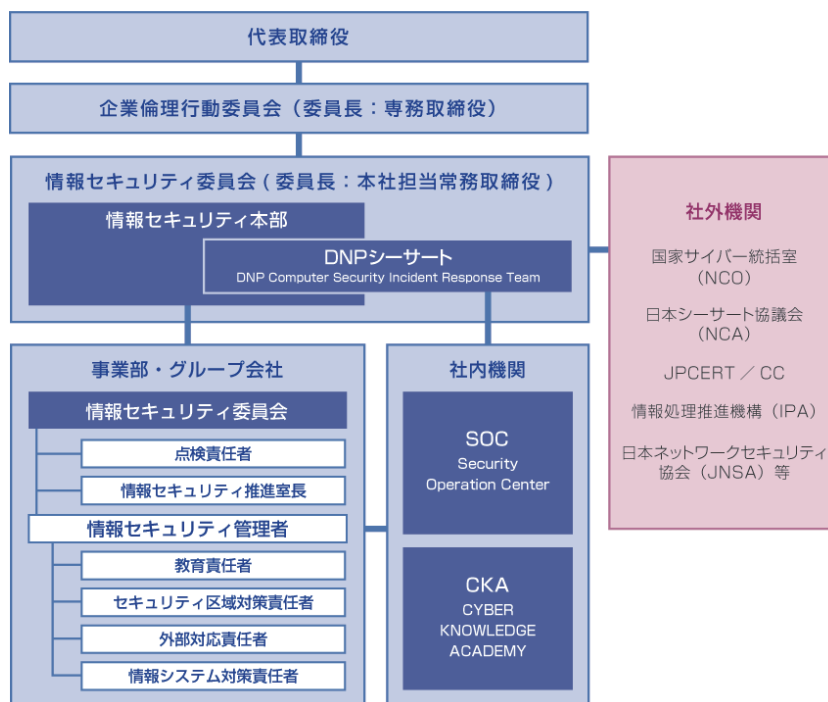 代表取締役
企業倫理行動委員会（委員長：専務取締役）
情報セキュリティ委員会 ( 委員長：本社担当常務取締役 )
情報セキュリティ本部
DNPシーサート
DNP Computer Security Incident Response Team
社外機関
国家サイバー統括室
（NCO）
日本シーサート協議会
（NCA）
JPCERT ／ CC
情報処理推進機構（IPA）
日本ネットワークセキュリティ
協会（JNSA）等
事業部・グループ会社
情報セキュリティ委員会
点検責任者
情報セキュリティ推進室長
情報セキュリティ管理者
教育責任者
セキュリティ区域対策責任者
外部対応責任者
情報システム対策責任者
社内機関
SOC
Security
Operation Center
CKA
CYBER
KNOWLEDGE
ACADEMY